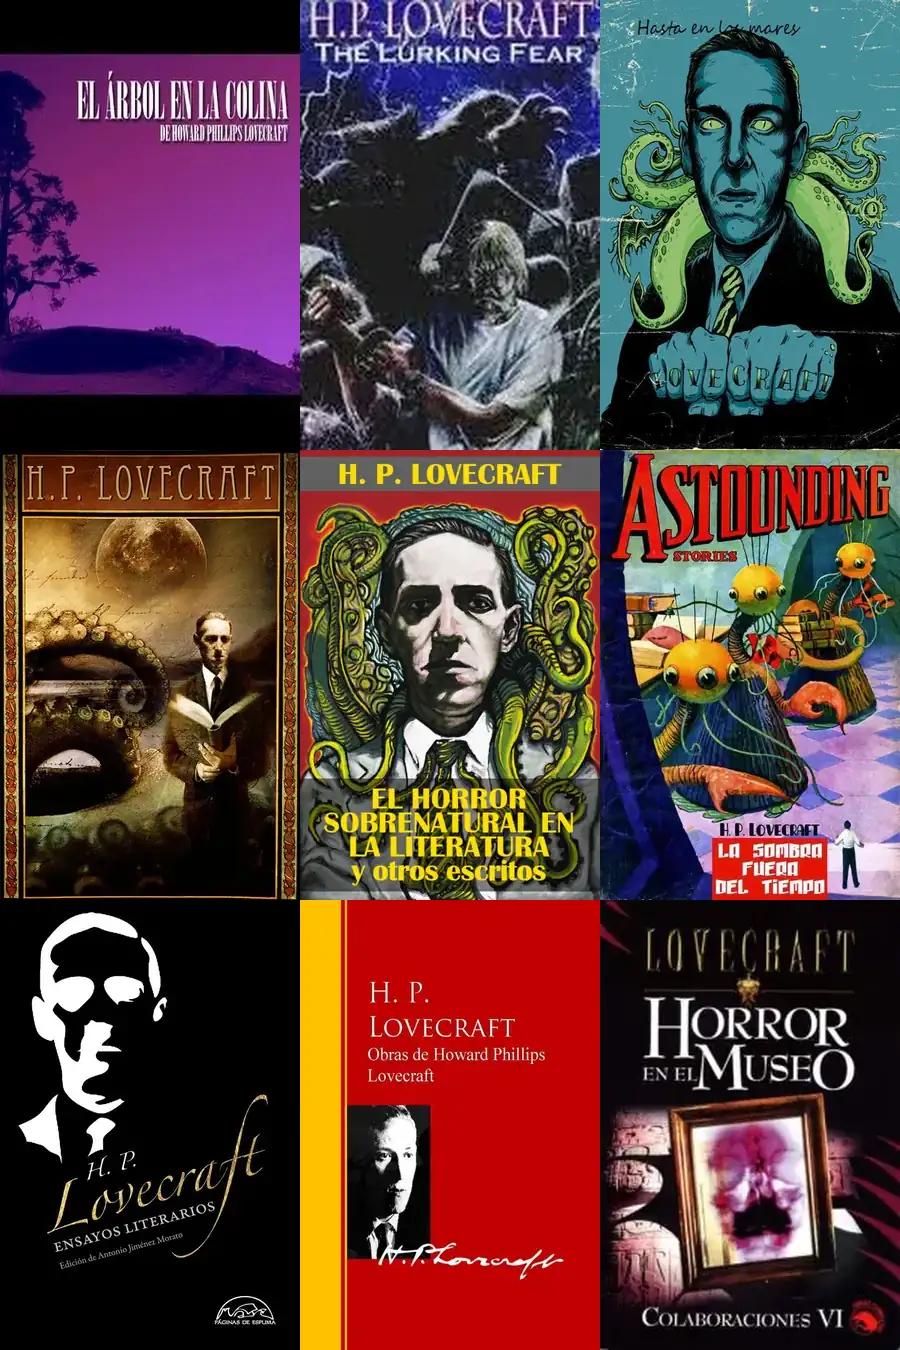 EL ÁRBOL EN LA COLINA
DE HOWARD PHILLIPS LOVECRAFT
H.P. LOVECRAFT
THE LURKING FEAR
Hasta en los mares
LOVECRAFT
H.P. LOVECRAFT
H. P. LOVECRAFT
EL HORROR
SOBRENATURAL EN
LA LITERATURA
y otros escritos
ASTOUNDING
STORIES
H. P. LOVECRAFT
LA SOMBRA
FUERA
DEL TIEMPO
H. P.
Lovecraft
ENSAYOS LITERARIOS
Edición de Antonio Jiménez Morato
PÁGINAS DE ESPUMA
H. P.
LOVECRAFT
Obras de Howard Phillips
Lovecraft
H.P. Lovecraft
LOVECRAFT
HORROR
EN EL MUSEO
COLABORACIONES VI